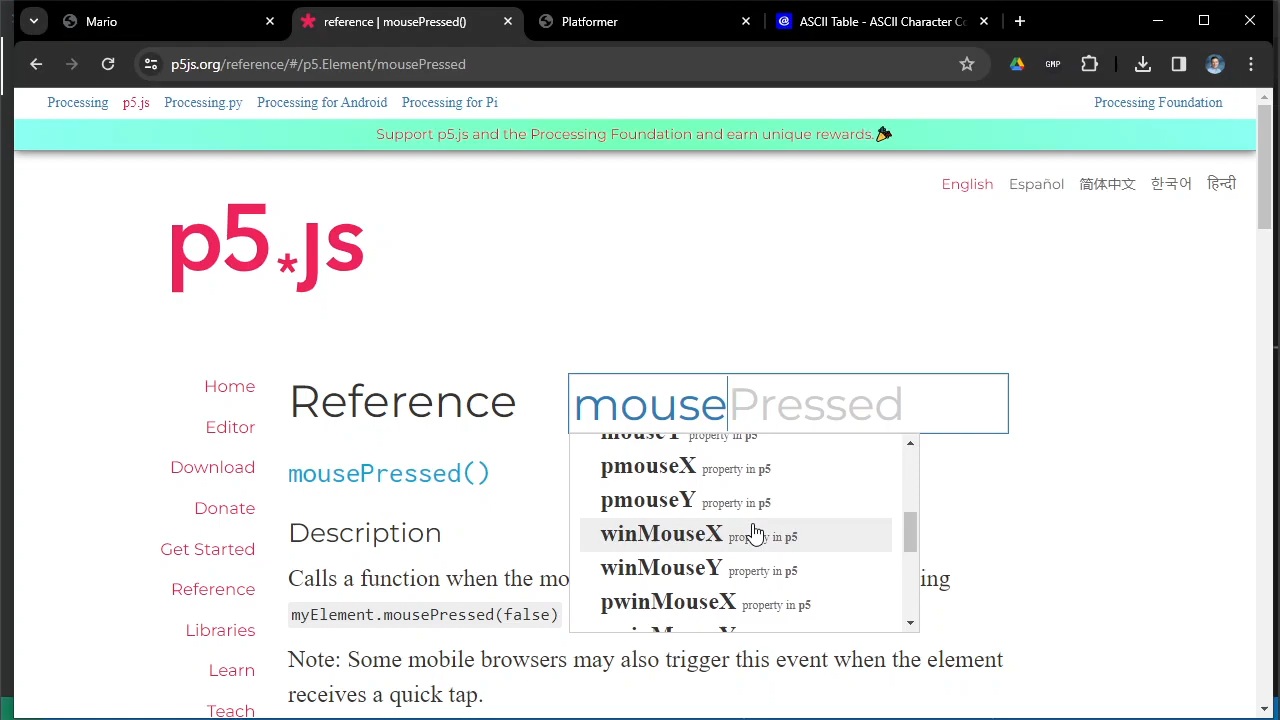 Mario
reference | mousePressed()
Platformer
ASCII Table - ASCII Character Co
p5js.org/reference/#/p5.Element/mousePressed
GMP
Processing p5.js Processing.py Processing for Android Processing for Pi Processing Foundation
Support p5.js and the Processing Foundation and earn unique rewards.
English Español 简体中文 한국어 हिन्दी
p5.js
Home
Editor
Download
Donate
Get Started
Reference
Libraries
Learn
Teach
Reference
mousePressed
mousePressed()
Description
Calls a function when the mo
ing
myElement.mousePressed(false)
Note: Some mobile browsers may also trigger this event when the element
receives a quick tap.
mouseY property in p5
pmouseX property in p5
pmouseY property in p5
winMouseX property in p5
winMouseY property in p5
pwinMouseX property in p5